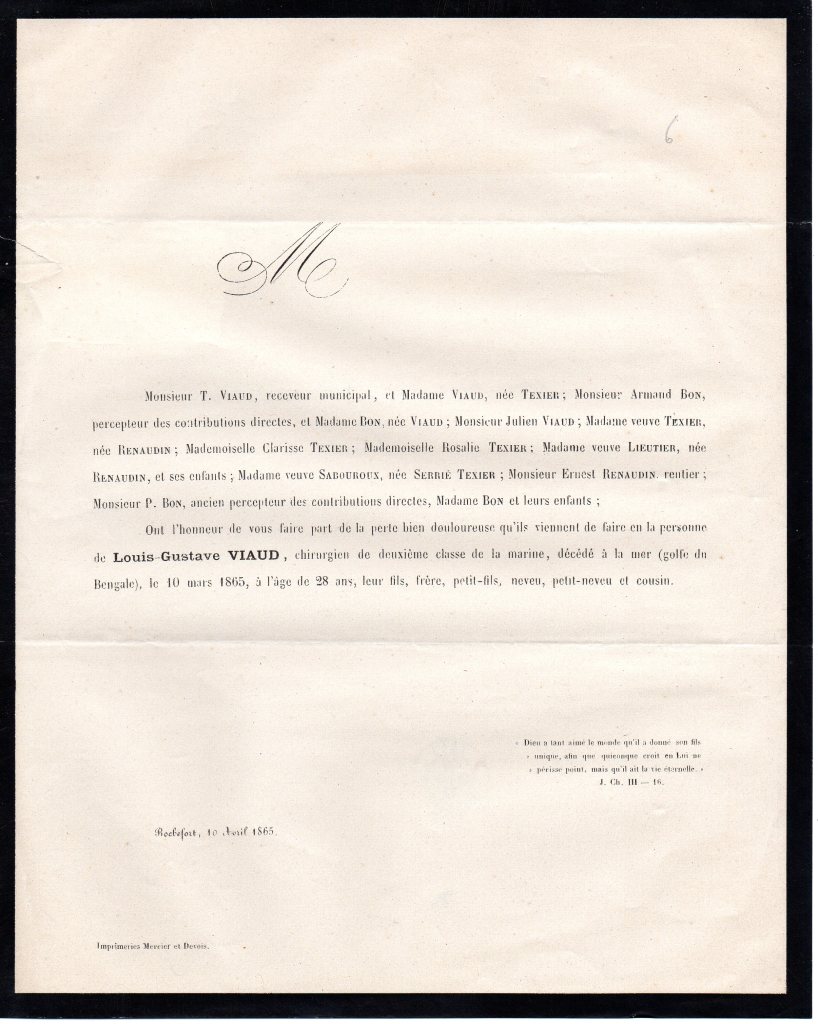 6
M
Monsieur T. VIAUD, receveur municipal, et Madame VIAUD, née TEXIER ; Monsieur Armand BON,
percepteur des contributions directes, et Madame BON, née VIAUD ; Monsieur Julien VIAUD ; Madame veuve TEXIER,
née RENAUDIN ; Mademoiselle Clarisse TEXIER ; Mademoiselle Rosalie TEXIER ; Madame veuve LIEUTIER, née
RENAUDIN, et ses enfants ; Madame veuve SABOUROUX, née SERRIÉ TEXIER ; Monsieur Ernest RENAUDIN. rentier ;
Monsieur P. BON, ancien percepteur des contributions directes, Madame BON et leurs enfants ;
Ont l'honneur de vous faire part de la perte bien douloureuse qu'ils viennent de faire en la personne
de Louis-Gustave VIAUD, chirurgien de deuxième classe de la marine, décédé à la mer (golfe du
Bengale), le 10 mars 1865, à l'âge de 28 ans, leur fils, frère, petit-fils, neveu, petit-neveu et cousin.
« Dieu a tant aimé le monde qu'il a donné son fils
» unique, afin que quiconque croit en Lui ne
» périsse point, mais qu'il ait la vie éternelle. »
J. Ch. III — 16.
Rochefort, 10 Avril 1865.
Imprimeries Mercier et Devois.